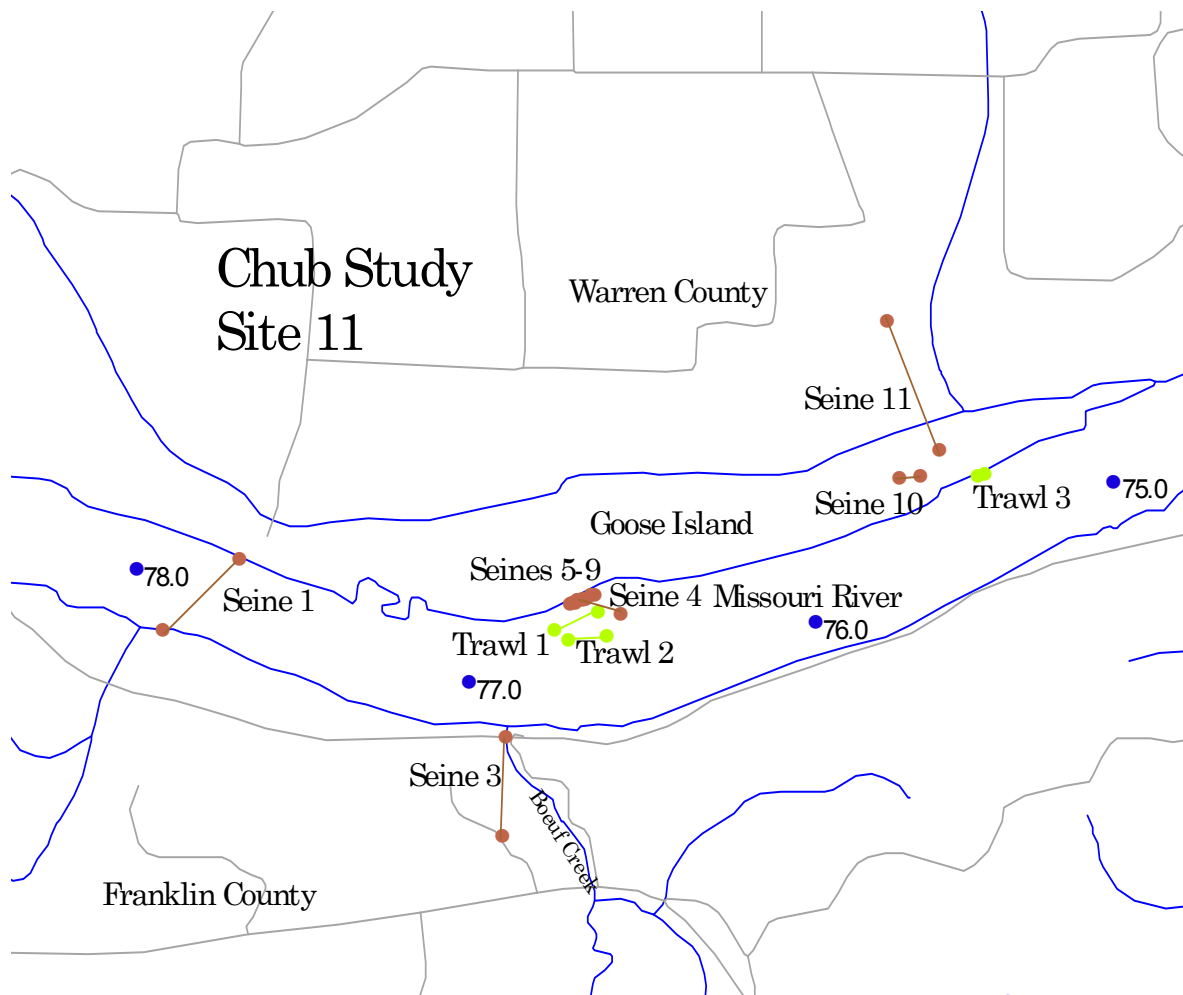 Chub Study
Site 11
Warren County
Seine 11
75.0
Seine 10
Trawl 3
Goose Island
Seines 5-9
78.0
Seine 1
Seine 4
Missouri River
76.0
Trawl 1
Trawl 2
77.0
Seine 3
Boeuf Creek
Franklin County